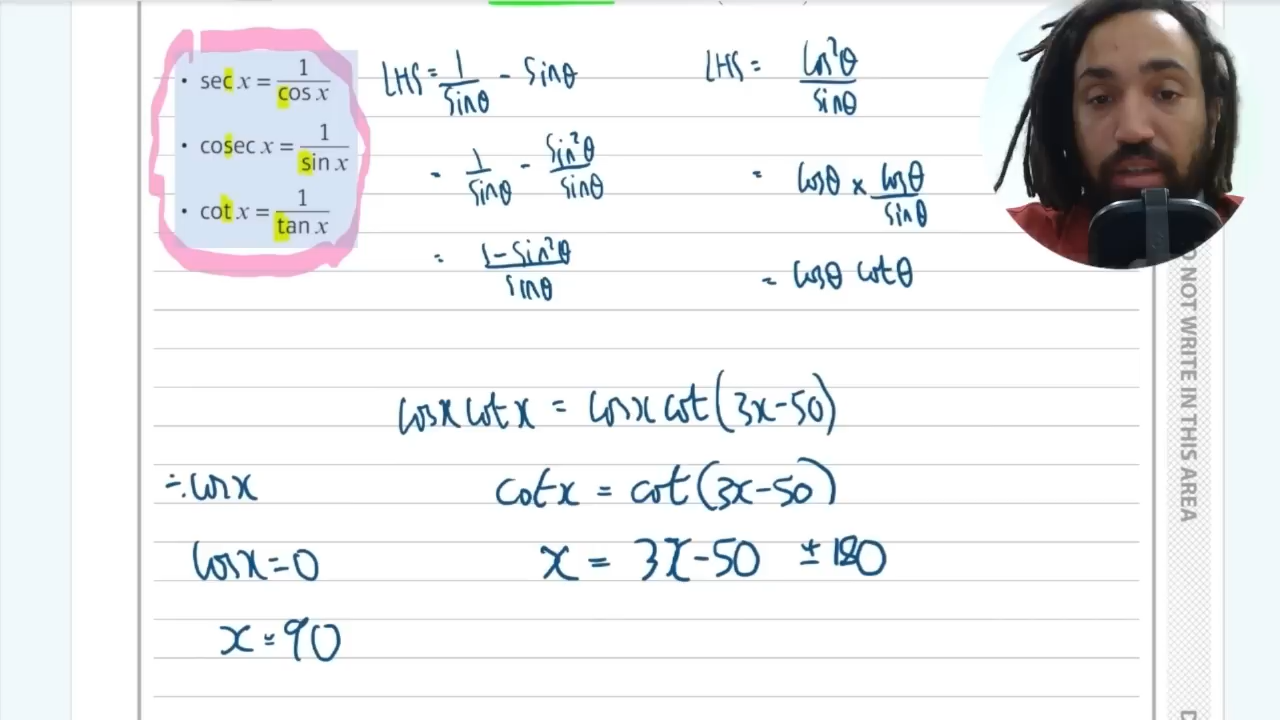 • sec x = 1/cos x
• cosec x = 1/sin x
• cot x = 1/tan x
LHS = 1/sinθ - sinθ
= 1/sinθ - sin²θ/sinθ
= 1-sin²θ/sinθ
LHS = cos²θ/sinθ
= cosθ × cosθ/sinθ
= cosθ cotθ
cosx cotx = cosx cot(3x-50)
÷cosx cotx = cot(3x-50)
cosx=0 x = 3x-50 ±180
x=90
NOT WRITE IN THIS AREA